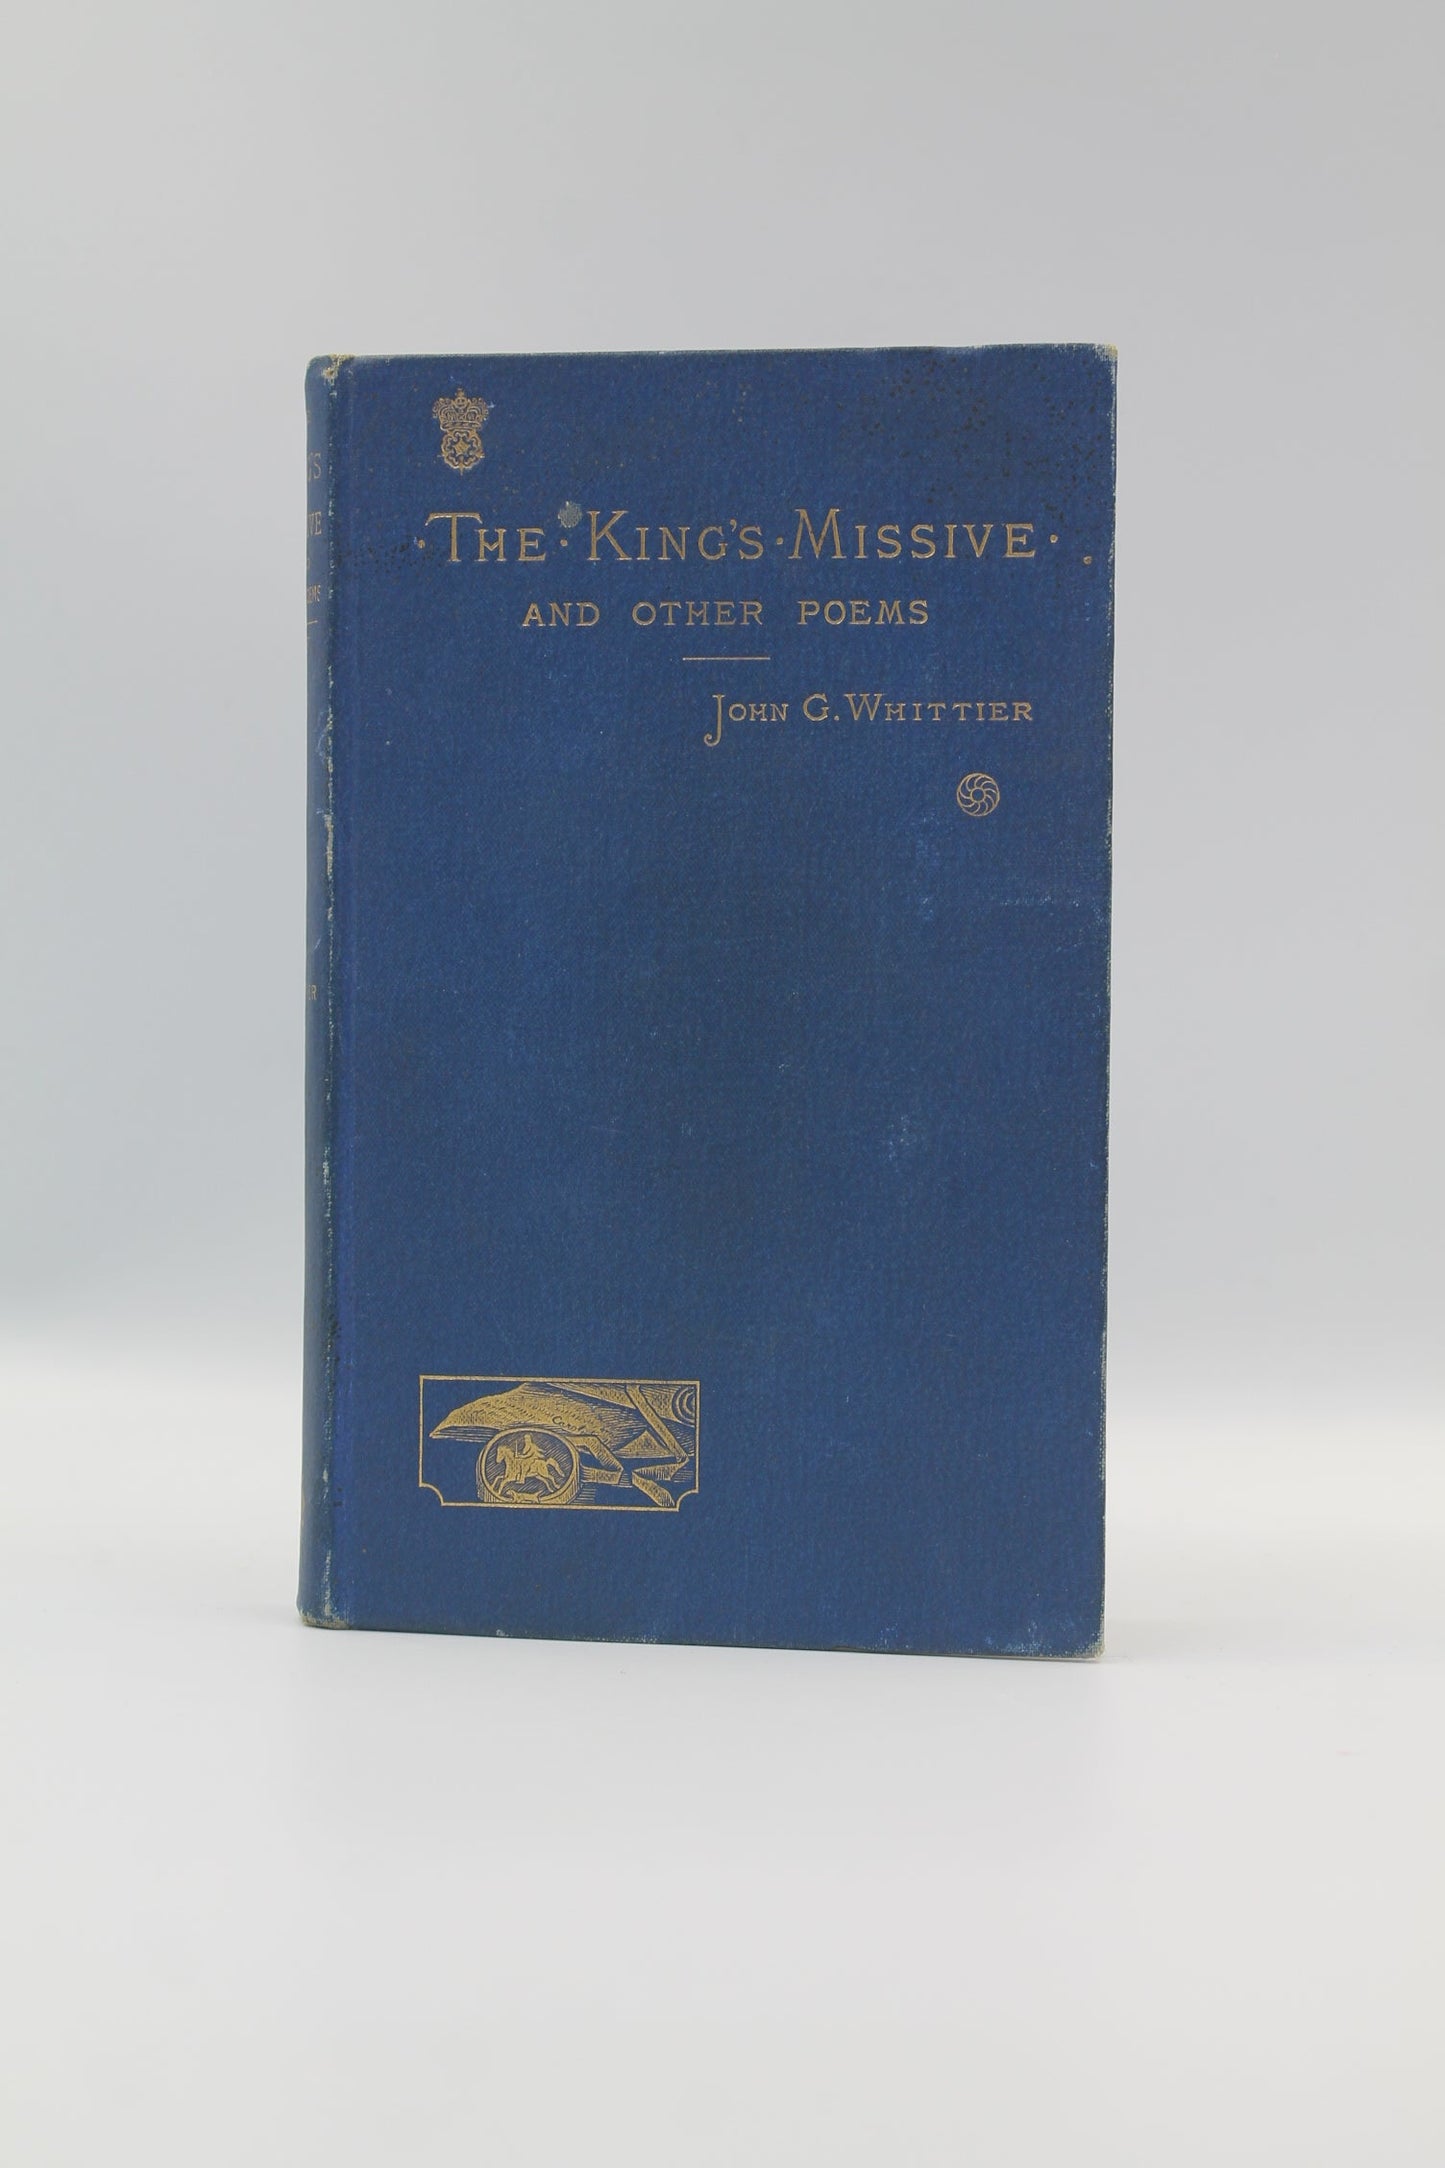 ·THE·KING'S·MISSIVE·
AND OTHER POEMS
JOHN G. WHITTIER